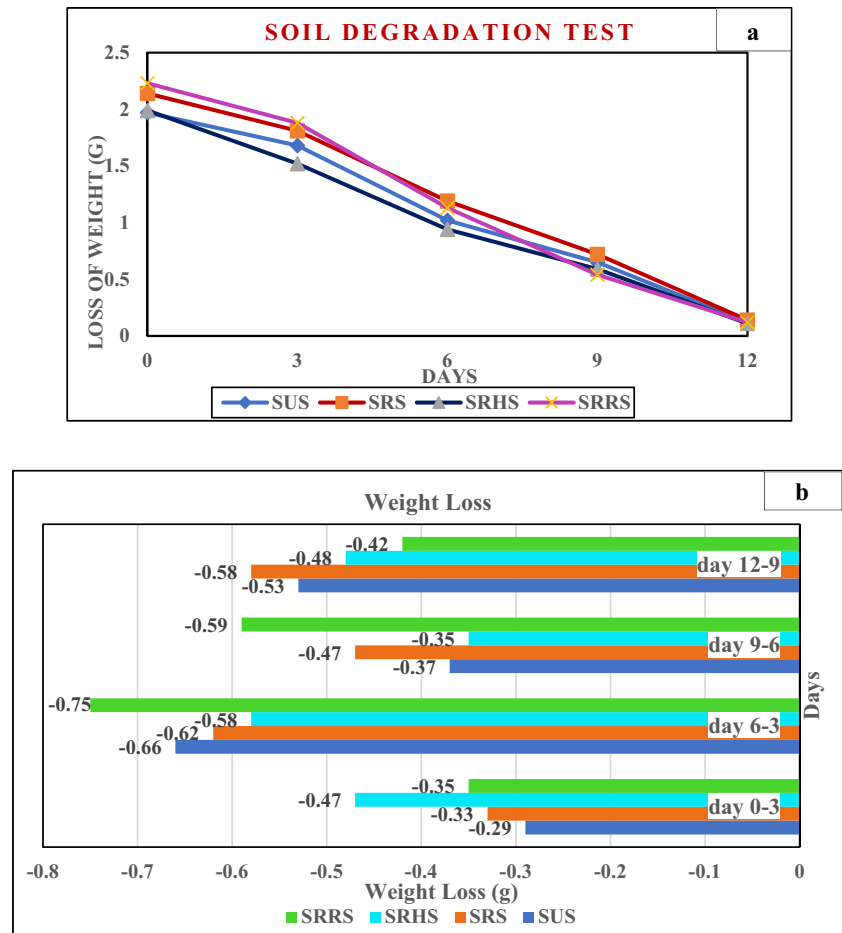 SOIL DEGRADATION TEST
a
LOSS OF WEIGHT (G)
2.5
2
1.5
1
0.5
0
0 3 6 9 12
DAYS
SUS SRS SRHS SRRS
b
Weight Loss
-0.42
-0.48
-0.58
-0.53
day 12-9
-0.59
-0.35
-0.47
-0.37
day 9-6
-0.75
-0.58
-0.62
-0.66
day 6-3
-0.35
-0.47
-0.33
-0.29
day 0-3
Days
-0.8 -0.7 -0.6 -0.5 -0.4 -0.3 -0.2 -0.1 0
Weight Loss (g)
SRRS SRHS SRS SUS